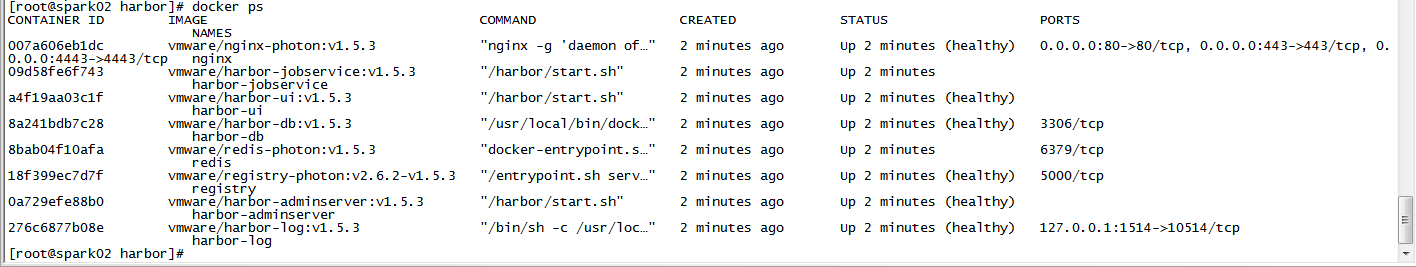 [root@spark02 harbor]# docker ps
CONTAINER ID        IMAGE                                  COMMAND                  CREATED             STATUS                   PORTS
                       NAMES
007a606eb1dc        vmware/nginx-photon:v1.5.3             "nginx -g 'daemon of…"   2 minutes ago       Up 2 minutes (healthy)   0.0.0.0:80->80/tcp, 0.0.0.0:443->443/tcp, 0.
0.0.0:4443->4443/tcp   nginx
09d58fe6f743        vmware/harbor-jobservice:v1.5.3        "/harbor/start.sh"       2 minutes ago       Up 2 minutes
                       harbor-jobservice
a4f19aa03c1f        vmware/harbor-ui:v1.5.3                "/harbor/start.sh"       2 minutes ago       Up 2 minutes (healthy)
                       harbor-ui
8a241bdb7c28        vmware/harbor-db:v1.5.3                "/usr/local/bin/dock…"   2 minutes ago       Up 2 minutes (healthy)   3306/tcp
                       harbor-db
8bab04f10afa        vmware/redis-photon:v1.5.3             "docker-entrypoint.s…"   2 minutes ago       Up 2 minutes             6379/tcp
                       redis
18f399ec7d7f        vmware/registry-photon:v2.6.2-v1.5.3   "/entrypoint.sh serv…"   2 minutes ago       Up 2 minutes (healthy)   5000/tcp
                       registry
0a729efe88b0        vmware/harbor-adminserver:v1.5.3       "/harbor/start.sh"       2 minutes ago       Up 2 minutes (healthy)
                       harbor-adminserver
276c6877b08e        vmware/harbor-log:v1.5.3               "/bin/sh -c /usr/loc…"   2 minutes ago       Up 2 minutes (healthy)   127.0.0.1:1514->10514/tcp
                       harbor-log
[root@spark02 harbor]#